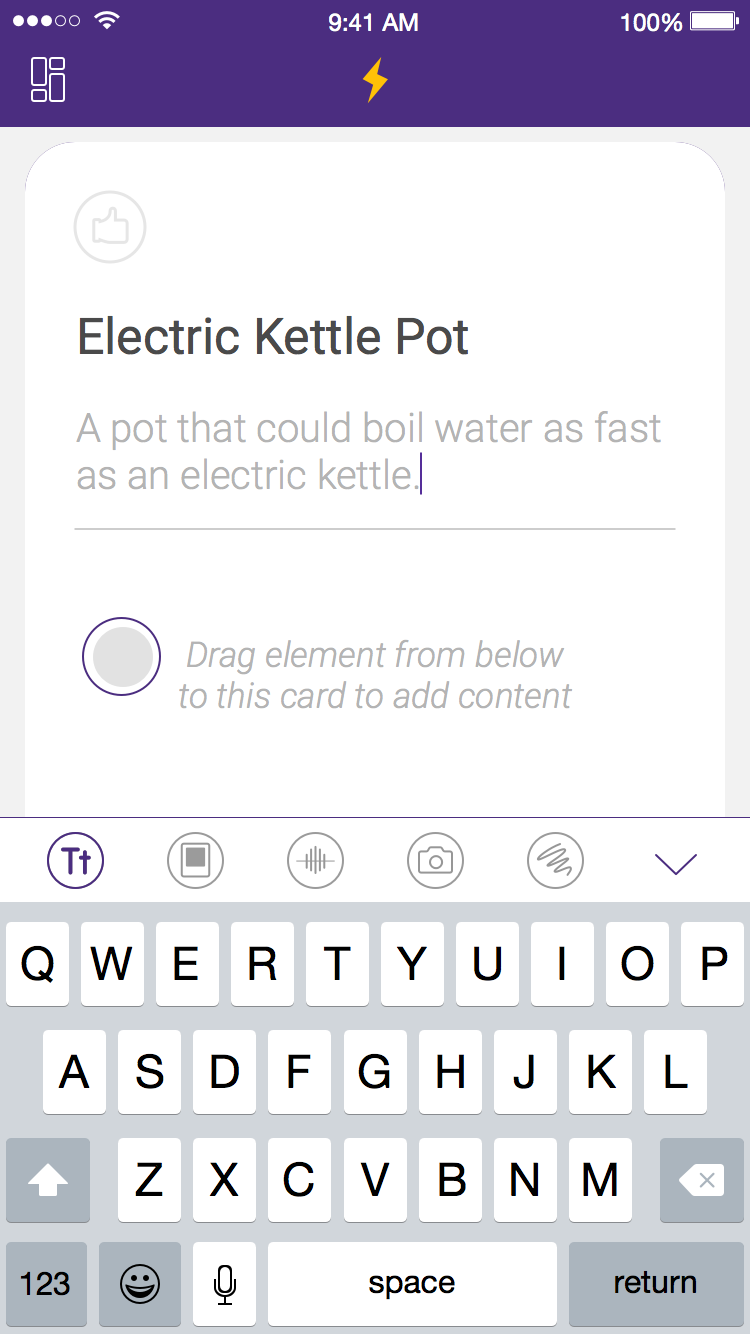 9:41 AM 100%
Electric Kettle Pot
A pot that could boil water as fast
as an electric kettle.
Drag element from below
to this card to add content
Tt
Q W E R T Y U I O P
A S D F G H J K L
Z X C V B N M
123 space return